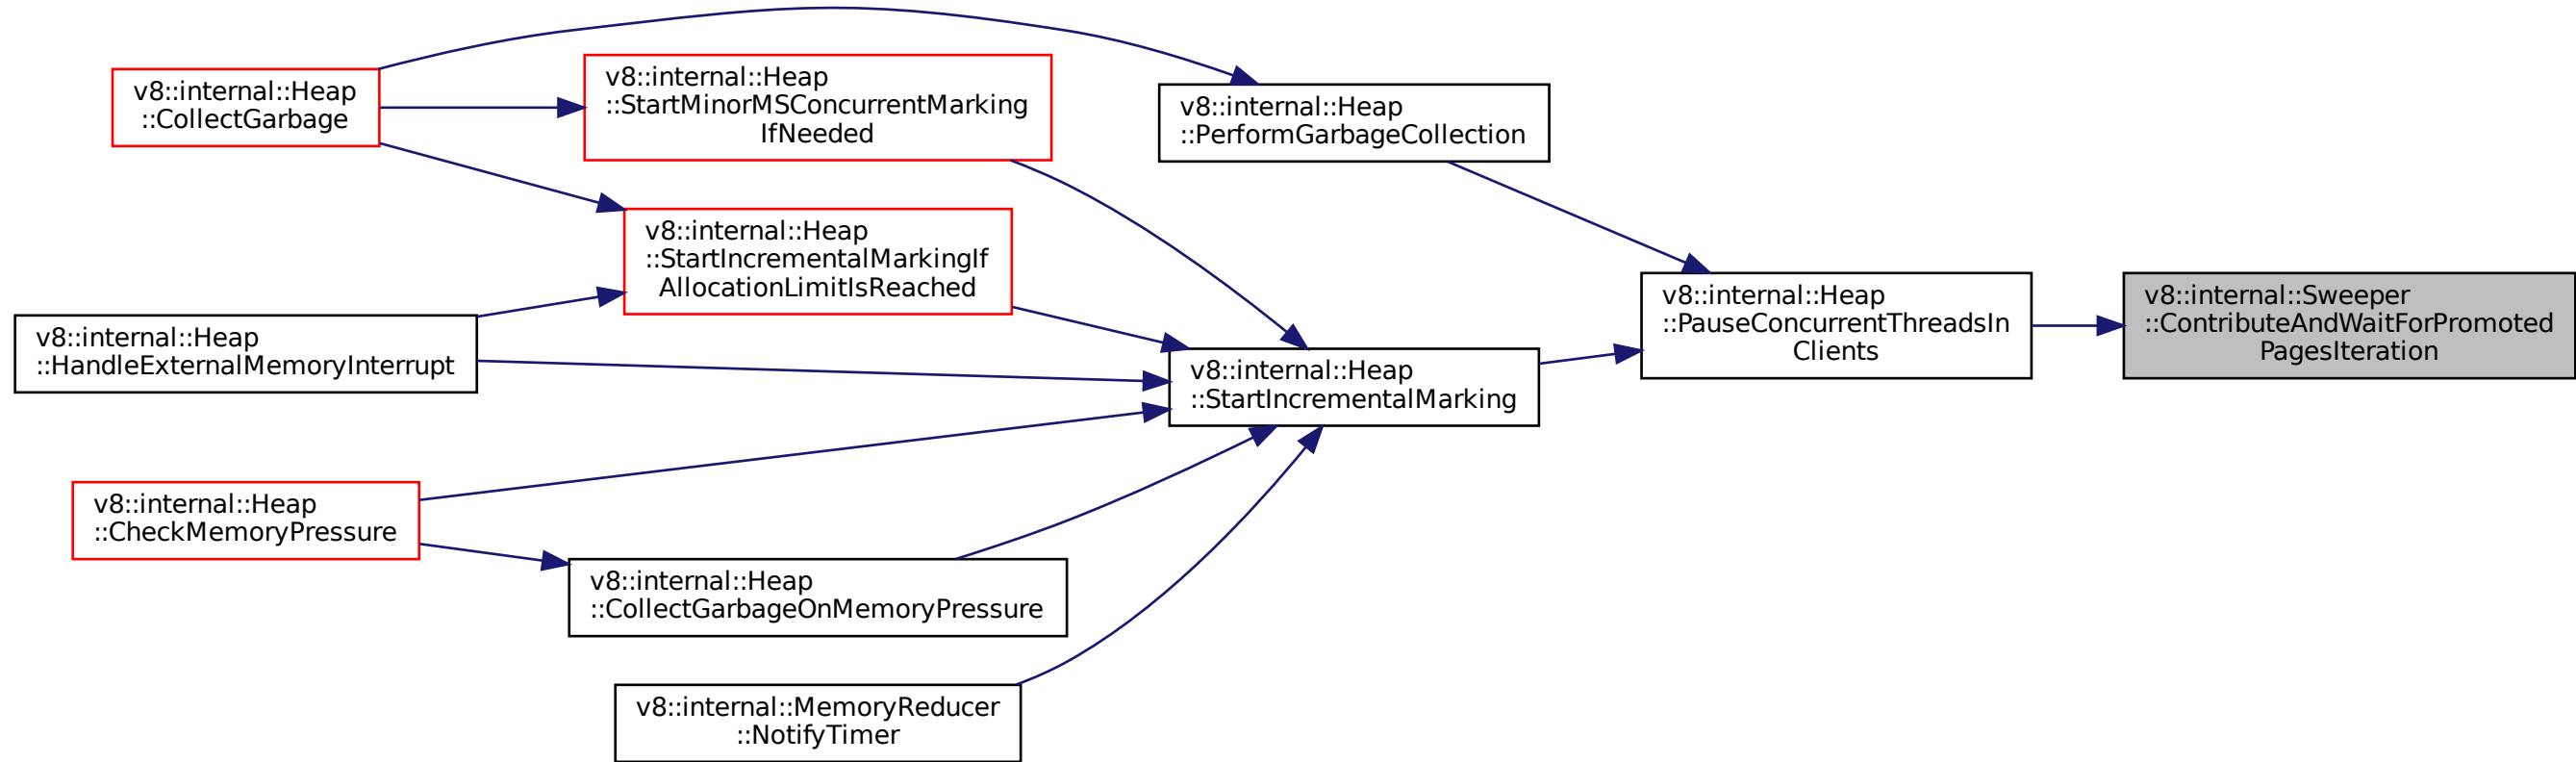 v8::internal::Heap
::CollectGarbage
v8::internal::Heap
::StartMinorMSConcurrentMarking
IfNeeded
v8::internal::Heap
::PerformGarbageCollection
v8::internal::Heap
::StartIncrementalMarkingIf
AllocationLimitIsReached
v8::internal::Heap
::HandleExternalMemoryInterrupt
v8::internal::Heap
::StartIncrementalMarking
v8::internal::Heap
::PauseConcurrentThreadsIn
Clients
v8::internal::Sweeper
::ContributeAndWaitForPromoted
PagesIteration
v8::internal::Heap
::CheckMemoryPressure
v8::internal::Heap
::CollectGarbageOnMemoryPressure
v8::internal::MemoryReducer
::NotifyTimer